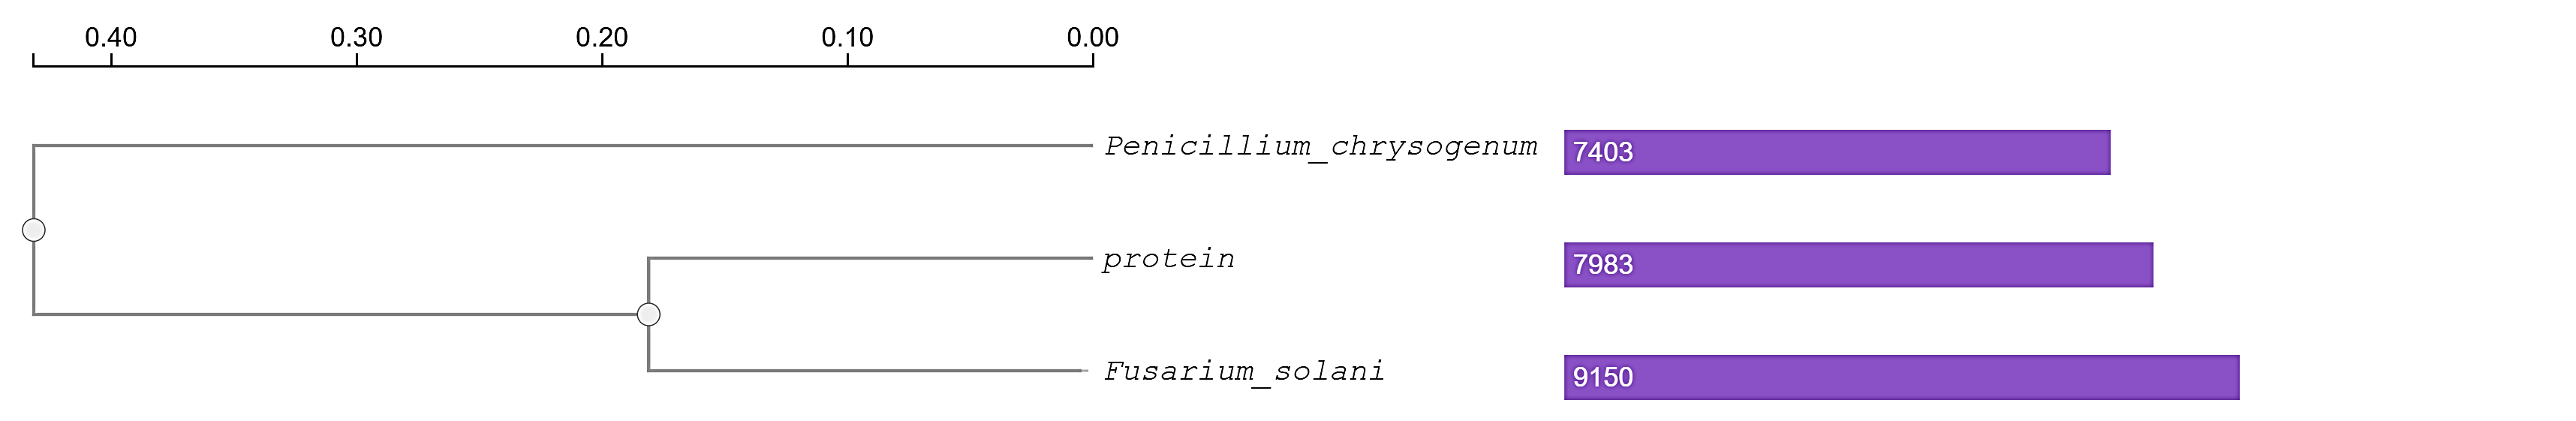 0.40 0.30 0.20 0.10 0.00
Penicillium_chrysogenum 7403
protein 7983
Fusarium_solani 9150